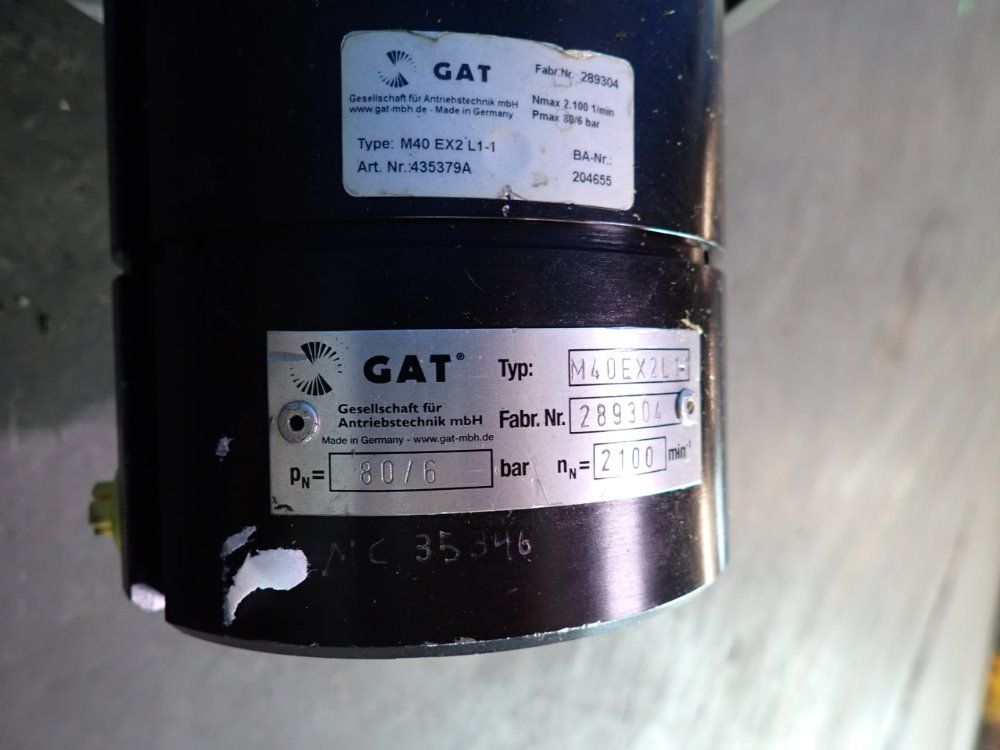 GAT
Fabr.Nr. 289304
Gesellschaft für Antriebstechnik mbH
www.gat-mbh.de - Made in Germany
Nmax 2.100 1/min
Pmax 80/6 bar
Type: M40 EX2 L1-1
Art. Nr.:435379A
BA-Nr.:
204655
GAT®
Typ: M40EX2L1-
Gesellschaft für
Antriebstechnik mbH
Fabr. Nr. 289304
Made in Germany - www.gat-mbh.de
pN= 80/6 bar
nN= 2100 min⁻¹
MC 35346